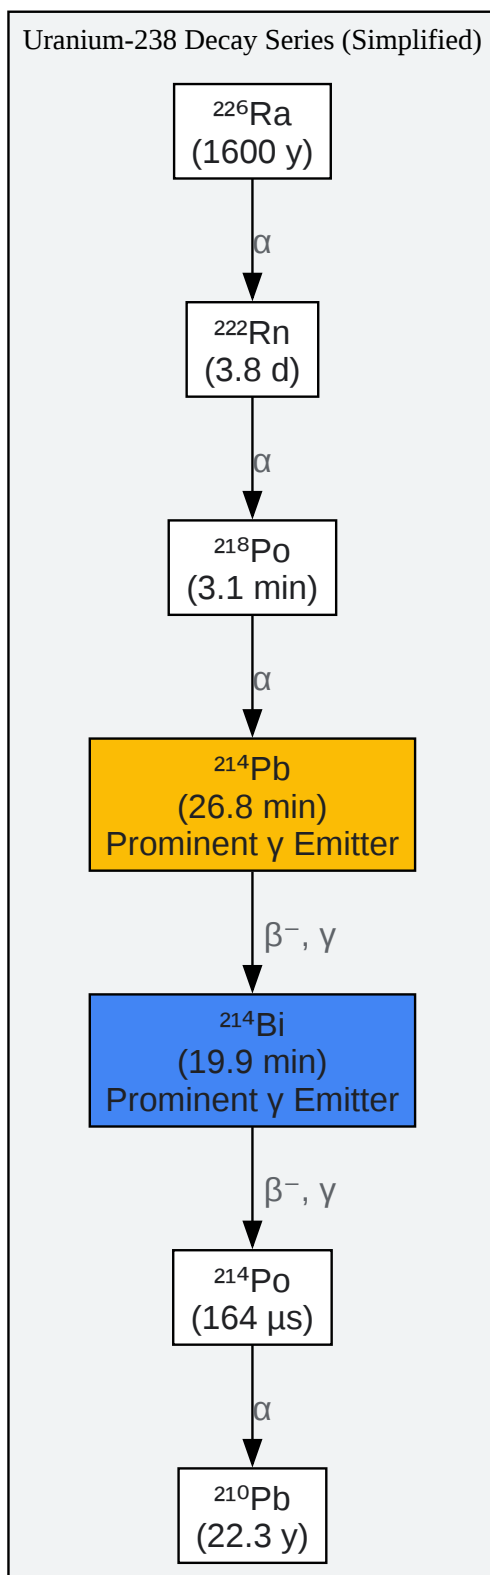 Uranium-238 Decay Series (Simplified)
²²⁶Ra
(1600 y)
α
²²²Rn
(3.8 d)
α
²¹⁸Po
(3.1 min)
α
²¹⁴Pb
(26.8 min)
Prominent γ Emitter
β⁻, γ
²¹⁴Bi
(19.9 min)
Prominent γ Emitter
β⁻, γ
²¹⁴Po
(164 µs)
α
²¹⁰Pb
(22.3 y)